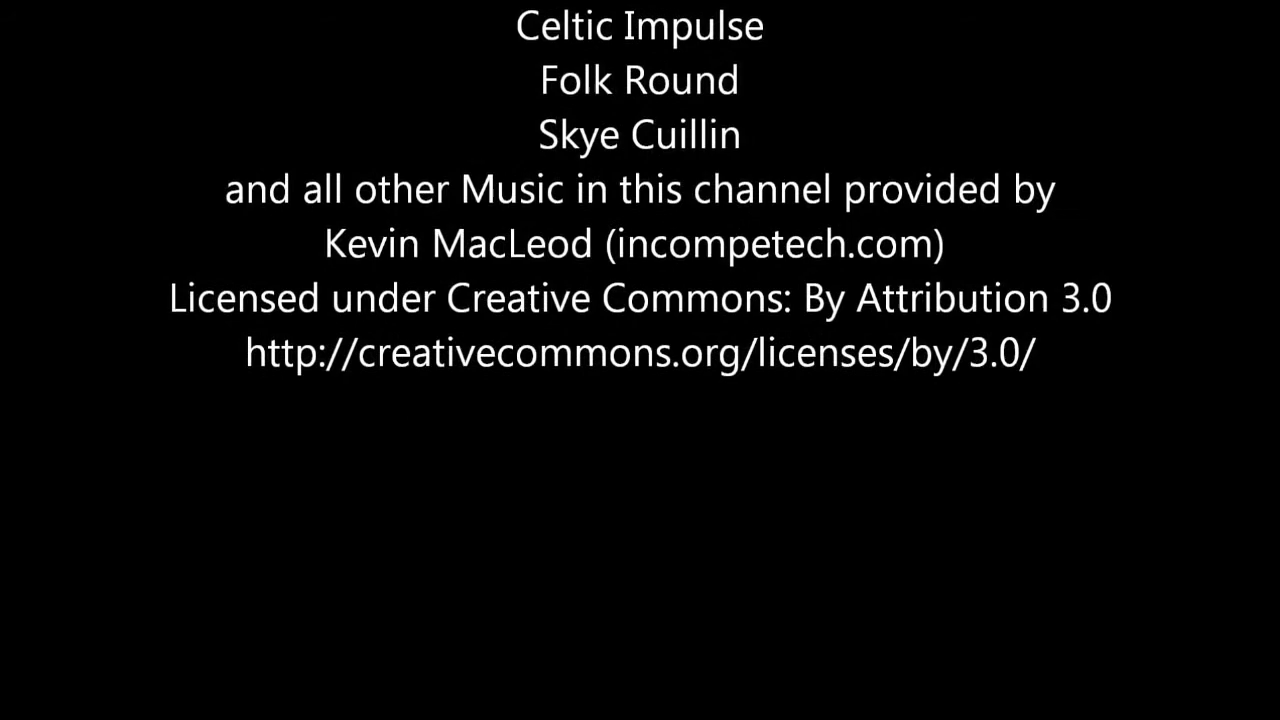 Celtic Impulse
Folk Round
Skye Cuillin
and all other Music in this channel provided by
Kevin MacLeod (incompetech.com)
Licensed under Creative Commons: By Attribution 3.0
http://creativecommons.org/licenses/by/3.0/